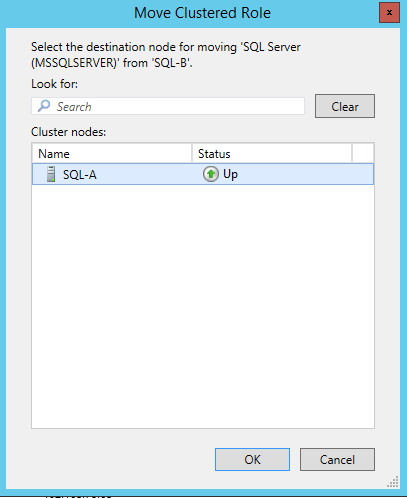 Move Clustered Role
x
Select the destination node for moving 'SQL Server
(MSSQLSERVER)' from 'SQL-B'.
Look for:
Search
Clear
Cluster nodes:
Name Status
SQL-A Up
OK Cancel